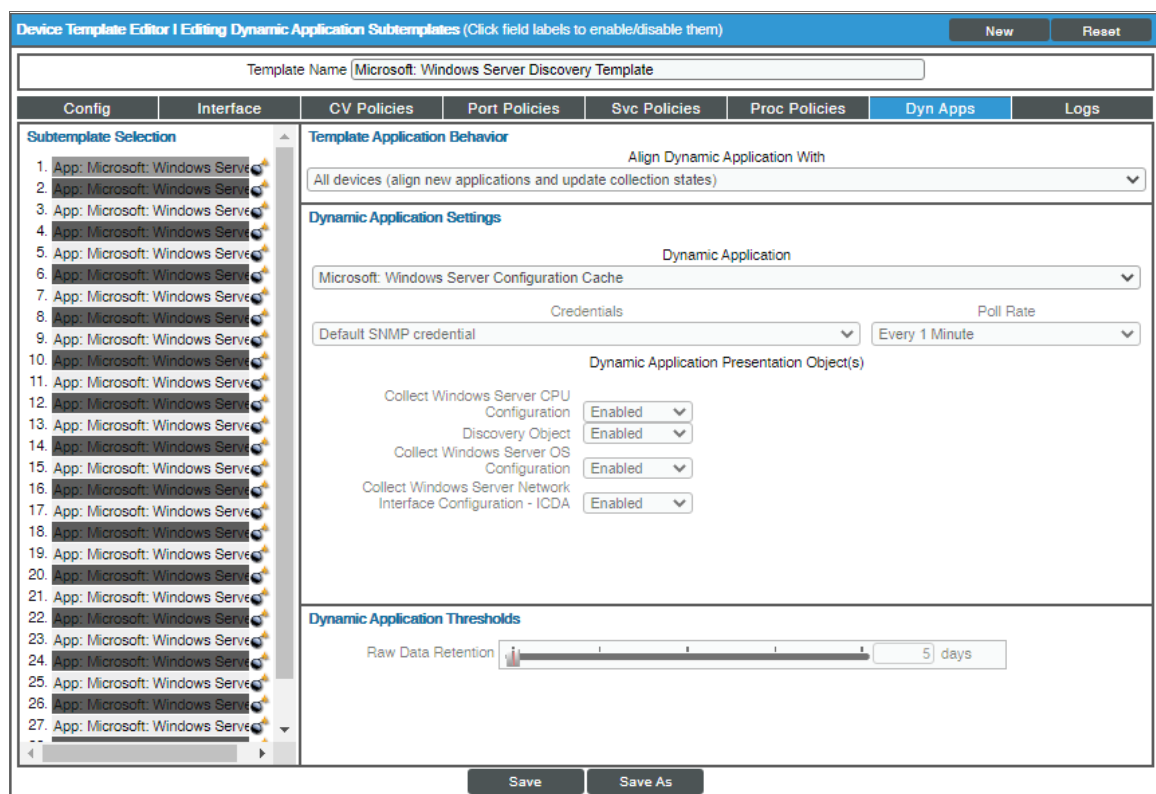 Device Template Editor | Editing Dynamic Application Subtemplates (Click field labels to enable/disable them) New Reset
Template Name Microsoft: Windows Server Discovery Template
Config Interface CV Policies Port Policies Svc Policies Proc Policies Dyn Apps Logs
Subtemplate Selection
1. App: Microsoft: Windows Serve
2. App: Microsoft: Windows Serve
3. App: Microsoft: Windows Serve
4. App: Microsoft: Windows Serve
5. App: Microsoft: Windows Serve
6. App: Microsoft: Windows Serve
7. App: Microsoft: Windows Serve
8. App: Microsoft: Windows Serve
9. App: Microsoft: Windows Serve
10. App: Microsoft: Windows Serve
11. App: Microsoft: Windows Serve
12. App: Microsoft: Windows Serve
13. App: Microsoft: Windows Serve
14. App: Microsoft: Windows Serve
15. App: Microsoft: Windows Serve
16. App: Microsoft: Windows Serve
17. App: Microsoft: Windows Serve
18. App: Microsoft: Windows Serve
19. App: Microsoft: Windows Serve
20. App: Microsoft: Windows Serve
21. App: Microsoft: Windows Serve
22. App: Microsoft: Windows Serve
23. App: Microsoft: Windows Serve
24. App: Microsoft: Windows Serve
25. App: Microsoft: Windows Serve
26. App: Microsoft: Windows Serve
27. App: Microsoft: Windows Serve
Template Application Behavior
Align Dynamic Application With
All devices (align new applications and update collection states)
Dynamic Application Settings
Dynamic Application
Microsoft: Windows Server Configuration Cache
Credentials Poll Rate
Default SNMP credential Every 1 Minute
Dynamic Application Presentation Object(s)
Collect Windows Server CPU
Configuration Enabled
Discovery Object Enabled
Collect Windows Server OS
Configuration Enabled
Collect Windows Server Network
Interface Configuration - ICDA Enabled
Dynamic Application Thresholds
Raw Data Retention 5 days
Save Save As